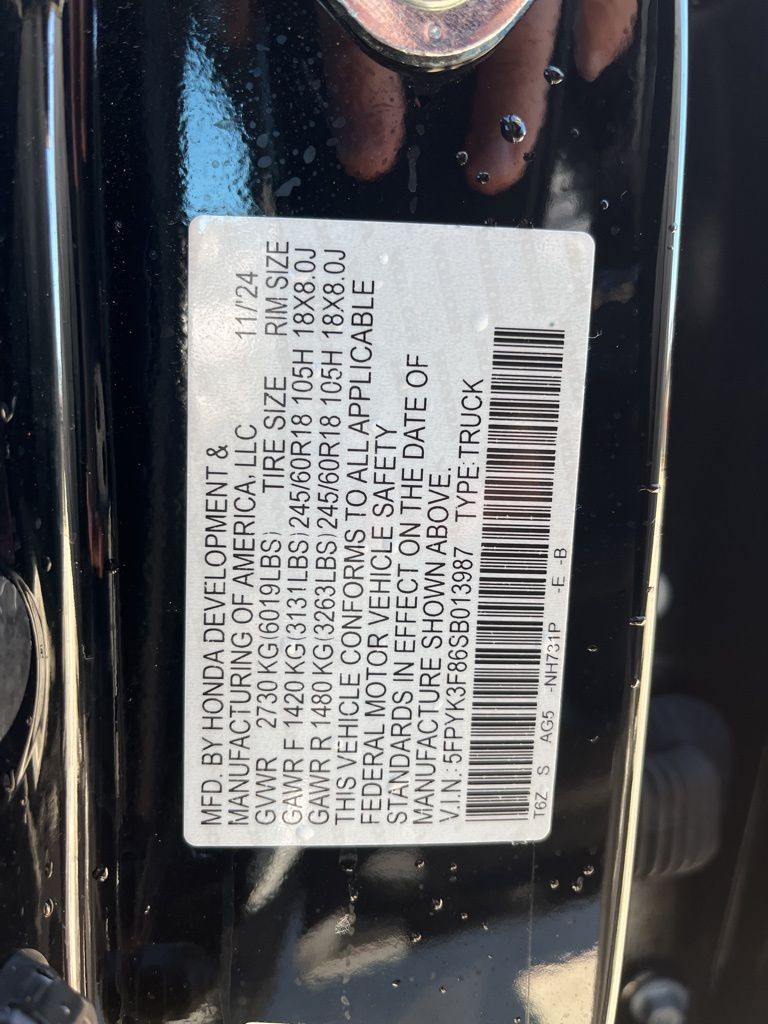 MFD. BY HONDA DEVELOPMENT &
MANUFACTURING OF AMERICA, LLC 11/'24
GVWR 2730 KG(6019LBS) TIRE SIZE RIM SIZE
GAWR F 1420 KG(3131LBS) 245/60R18 105H 18X8.0J
GAWR R 1480 KG(3263LBS) 245/60R18 105H 18X8.0J
THIS VEHICLE CONFORMS TO ALL APPLICABLE
FEDERAL MOTOR VEHICLE SAFETY
STANDARDS IN EFFECT ON THE DATE OF
MANUFACTURE SHOWN ABOVE.
V.I.N.: 5FPYK3F86SB013987 TYPE:TRUCK
T6Z S AG5 -NH731P -E -B